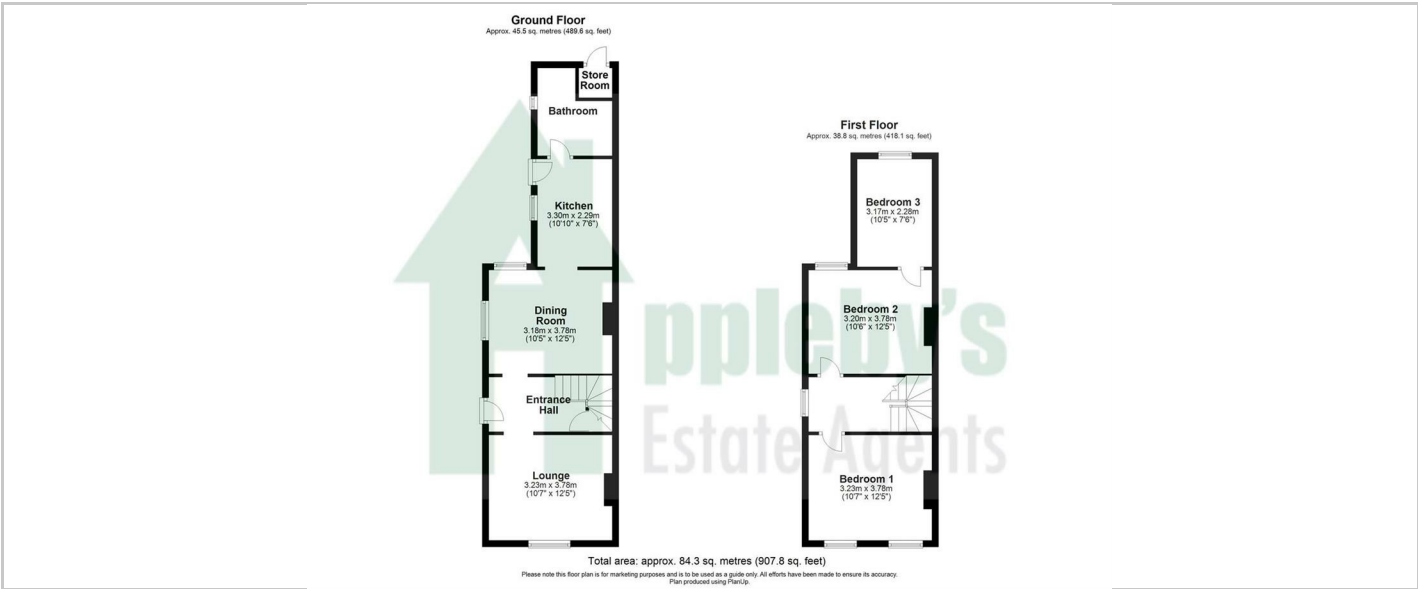 Ground Floor
Approx. 45.5 sq. metres (489.6 sq. feet)
Store
Room
Bathroom
Kitchen
3.30m x 2.29m
(10'10" x 7'6")
Dining
Room
3.18m x 3.78m
(10'5" x 12'5")
Entrance
Hall
Lounge
3.23m x 3.78m
(10'7" x 12'5")
First Floor
Approx. 38.8 sq. metres (418.1 sq. feet)
Bedroom 3
3.17m x 2.28m
(10'5" x 7'6")
Bedroom 2
3.20m x 3.78m
(10'6" x 12'5")
Bedroom 1
3.23m x 3.78m
(10'7" x 12'5")
Appleby's
Estate Agents
Total area: approx. 84.3 sq. metres (907.8 sq. feet)
Please note this floor plan is for marketing purposes and is to be used as a guide only. All efforts have been made to ensure its accuracy.
Plan produced using PlanUp.